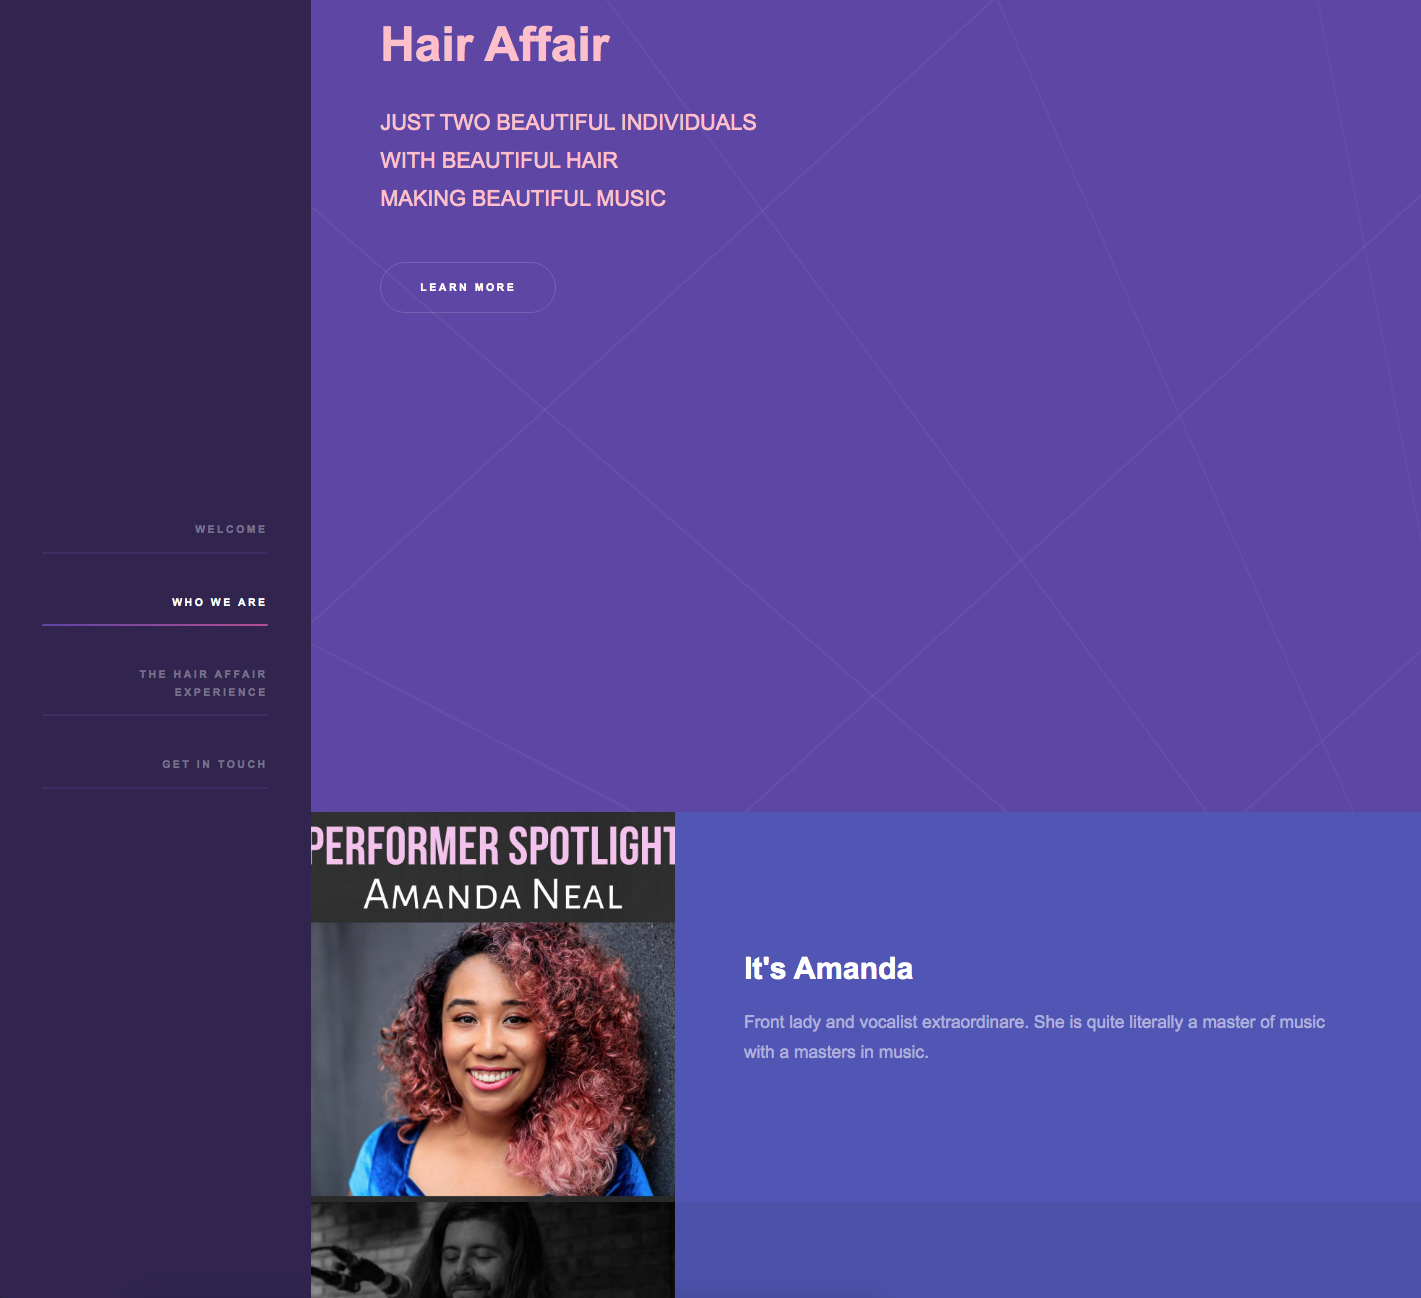 Hair Affair
JUST TWO BEAUTIFUL INDIVIDUALS
WITH BEAUTIFUL HAIR
MAKING BEAUTIFUL MUSIC
LEARN MORE
WELCOME
WHO WE ARE
THE HAIR AFFAIR
EXPERIENCE
GET IN TOUCH
PERFORMER SPOTLIGHT
AMANDA NEAL
It's Amanda
Front lady and vocalist extraordinare. She is quite literally a master of music
with a masters in music.